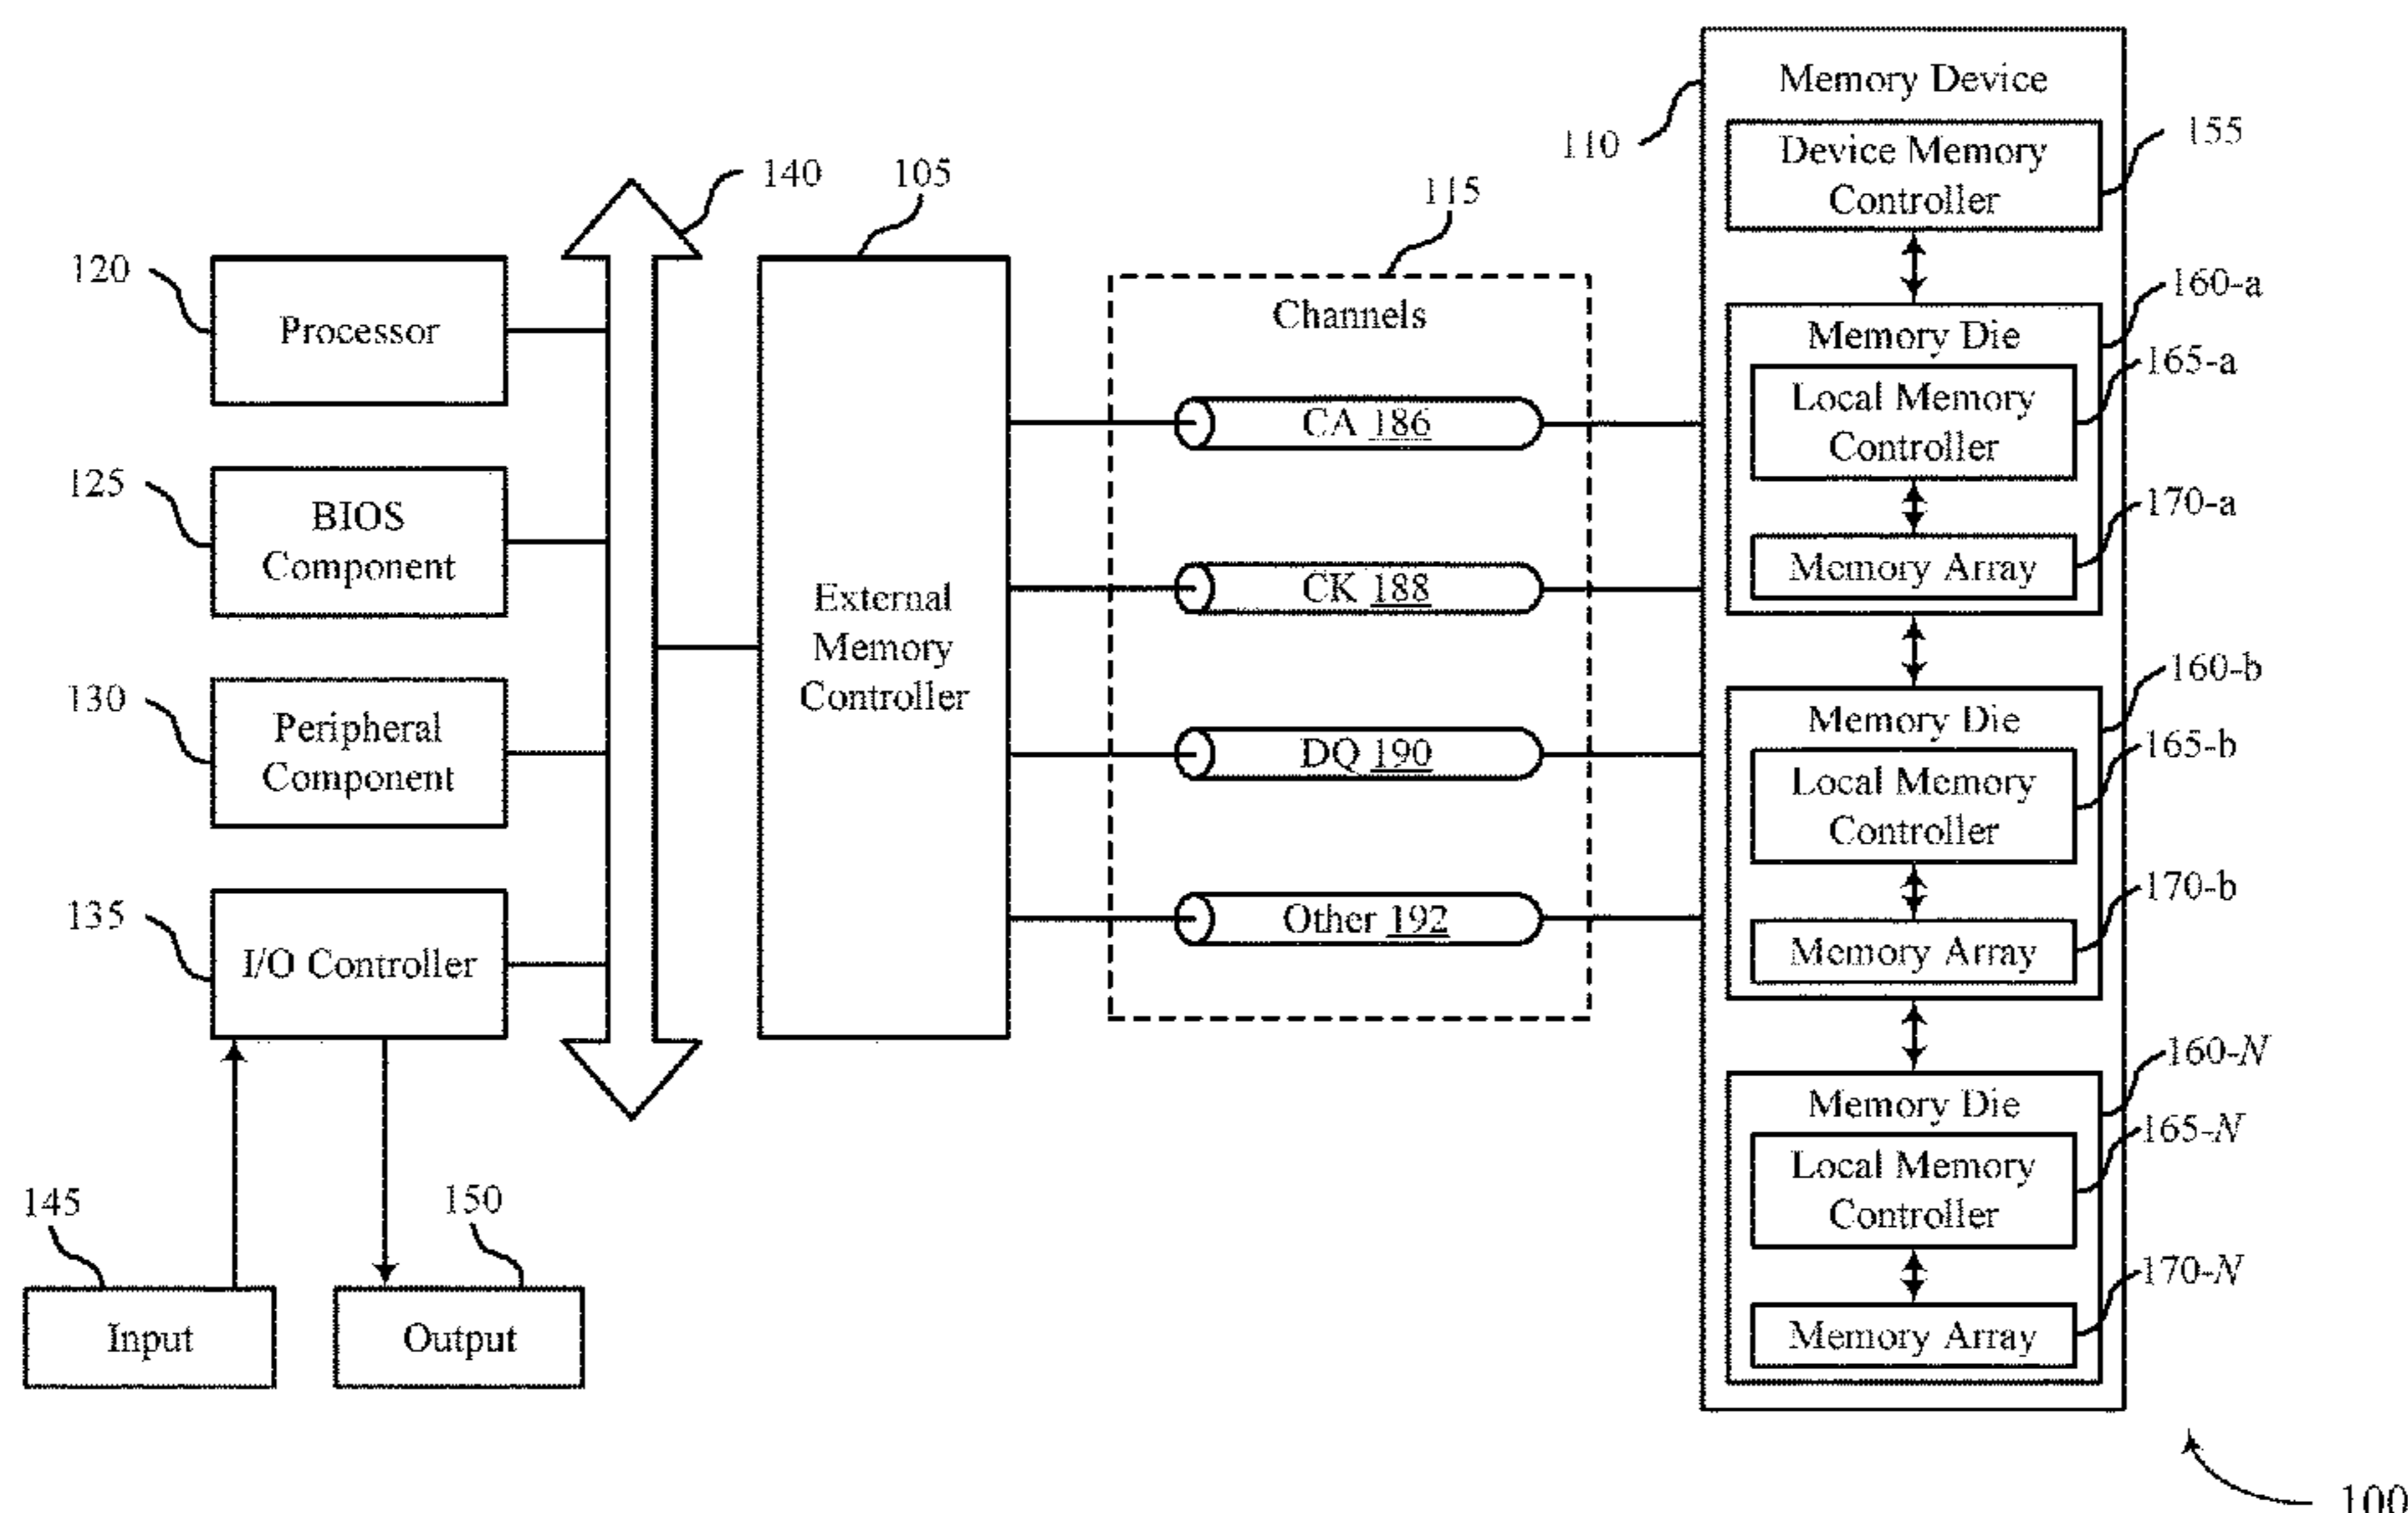 120
Processor
125
BIOS
Component
130
Peripheral
Component
135
I/O Controller
145
Input
150
Output
140
105
External
Memory
Controller
115
Channels
CA 186
CK 188
DQ 190
Other 192
110
Memory Device
Device Memory
Controller
155
Memory Die
160-a
Local Memory
Controller
165-a
Memory Array
170-a
Memory Die
160-b
Local Memory
Controller
165-b
Memory Array
170-b
Memory Die
160-N
Local Memory
Controller
165-N
Memory Array
170-N
100